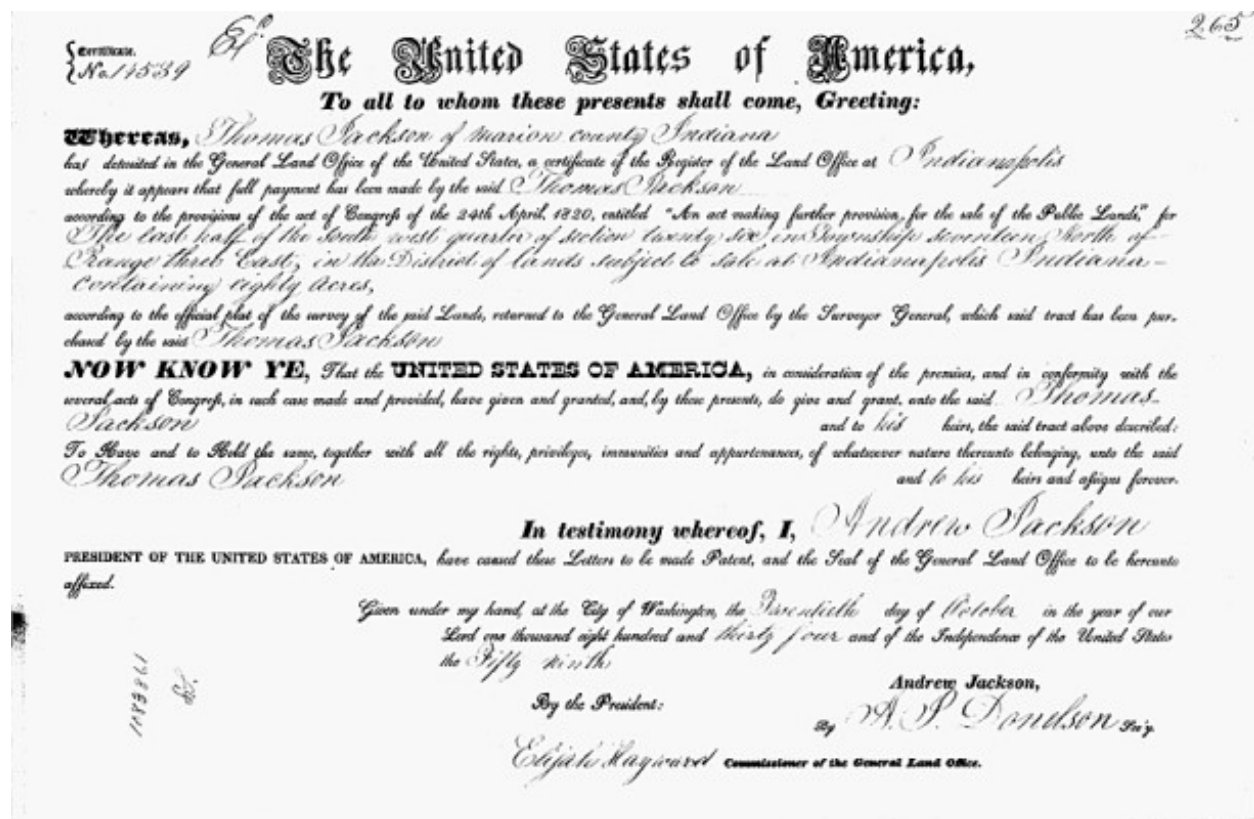 265
Certificate.
No. 14539
The United States of America,
To all to whom these presents shall come, Greeting:
Whereas, Thomas Jackson of Marion county Indiana
has deposited in the General Land Office of the United States, a certificate of the Register of the Land Office at Indianapolis
whereby it appears that full payment has been made by the said Thomas Jackson
according to the provisions of the act of Congress of the 24th April, 1820, entitled "An act making further provision, for the sale of the Public Lands," for
The east half of the south west quarter of section twenty six in Township seventeen North of
Range three East, in the District of lands subject to sale at Indianapolis Indiana-
containing eighty acres,
according to the official plat of the survey of the said Lands, returned to the General Land Office by the Surveyor General, which said tract has been pur-
chased by the said Thomas Jackson
NOW KNOW YE, That the UNITED STATES OF AMERICA, in consideration of the premises, and in conformity with the
several acts of Congress, in such case made and provided, have given and granted, and, by these presents, do give and grant, unto the said Thomas
Jackson and to his heirs, the said tract above described:
To Have and to Hold the same, together with all the rights, privileges, immunities and appurtenances, of whatsoever nature thereunto belonging, unto the said
Thomas Jackson and to his heirs and assigns forever.
In testimony whereof, I, Andrew Jackson
PRESIDENT OF THE UNITED STATES OF AMERICA, have caused these Letters to be made Patent, and the Seal of the General Land Office to be hereunto
affixed.
Given under my hand, at the City of Washington, the Twentieth day of October in the year of our
Lord one thousand eight hundred and thirty four and of the Independence of the United States
the Fifty ninth
Andrew Jackson,
By the President:
By A. J. Donelson Sec'y.
Elijah Hayward Commissioner of the General Land Office.